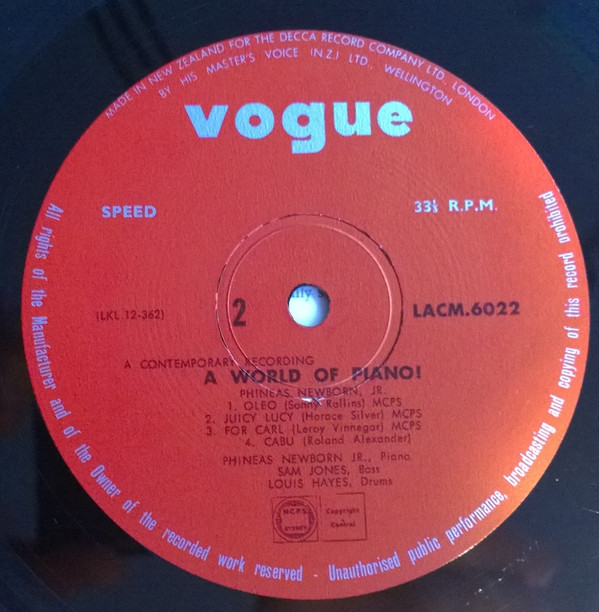 MADE IN NEW ZEALAND FOR THE DECCA RECORD COMPANY LTD., LONDON
BY HIS MASTER'S VOICE (N.Z.) LTD., WELLINGTON
vogue
SPEED
33⅓ R.P.M.
(LKL.12-362)
2
LACM.6022
A CONTEMPORARY RECORDING
A WORLD OF PIANO!
PHINEAS NEWBORN, JR.
1. OLEO (Sonny Rollins) MCPS
2. JUICY LUCY (Horace Silver) MCPS
3. FOR CARL (Leroy Vinnegar) MCPS
4. CABU (Roland Alexander)
PHINEAS NEWBORN JR., Piano
SAM JONES, Bass
LOUIS HAYES, Drums
M.C.P.S.
SYDNEY
Copyright
Control
All rights of the Manufacturer and of the Owner of the recorded work reserved - Unauthorised public performance, broadcasting and copying of this record prohibited